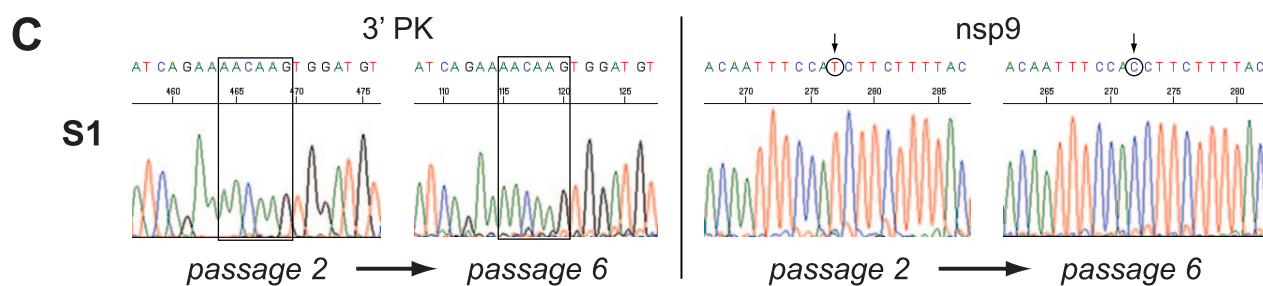 C
3’ PK
nsp9
ATCAGAAAACAAGTGGATGT
ATCAGAAAACAAGTGGATGT
ACAATTTCCATCTTCTTTTAC
ACAATTTCCACCTTCTTTTAC
460 465 470 475
110 115 120 125
270 275 280 285
265 270 275 280
S1
passage 2
passage 6
passage 2
passage 6